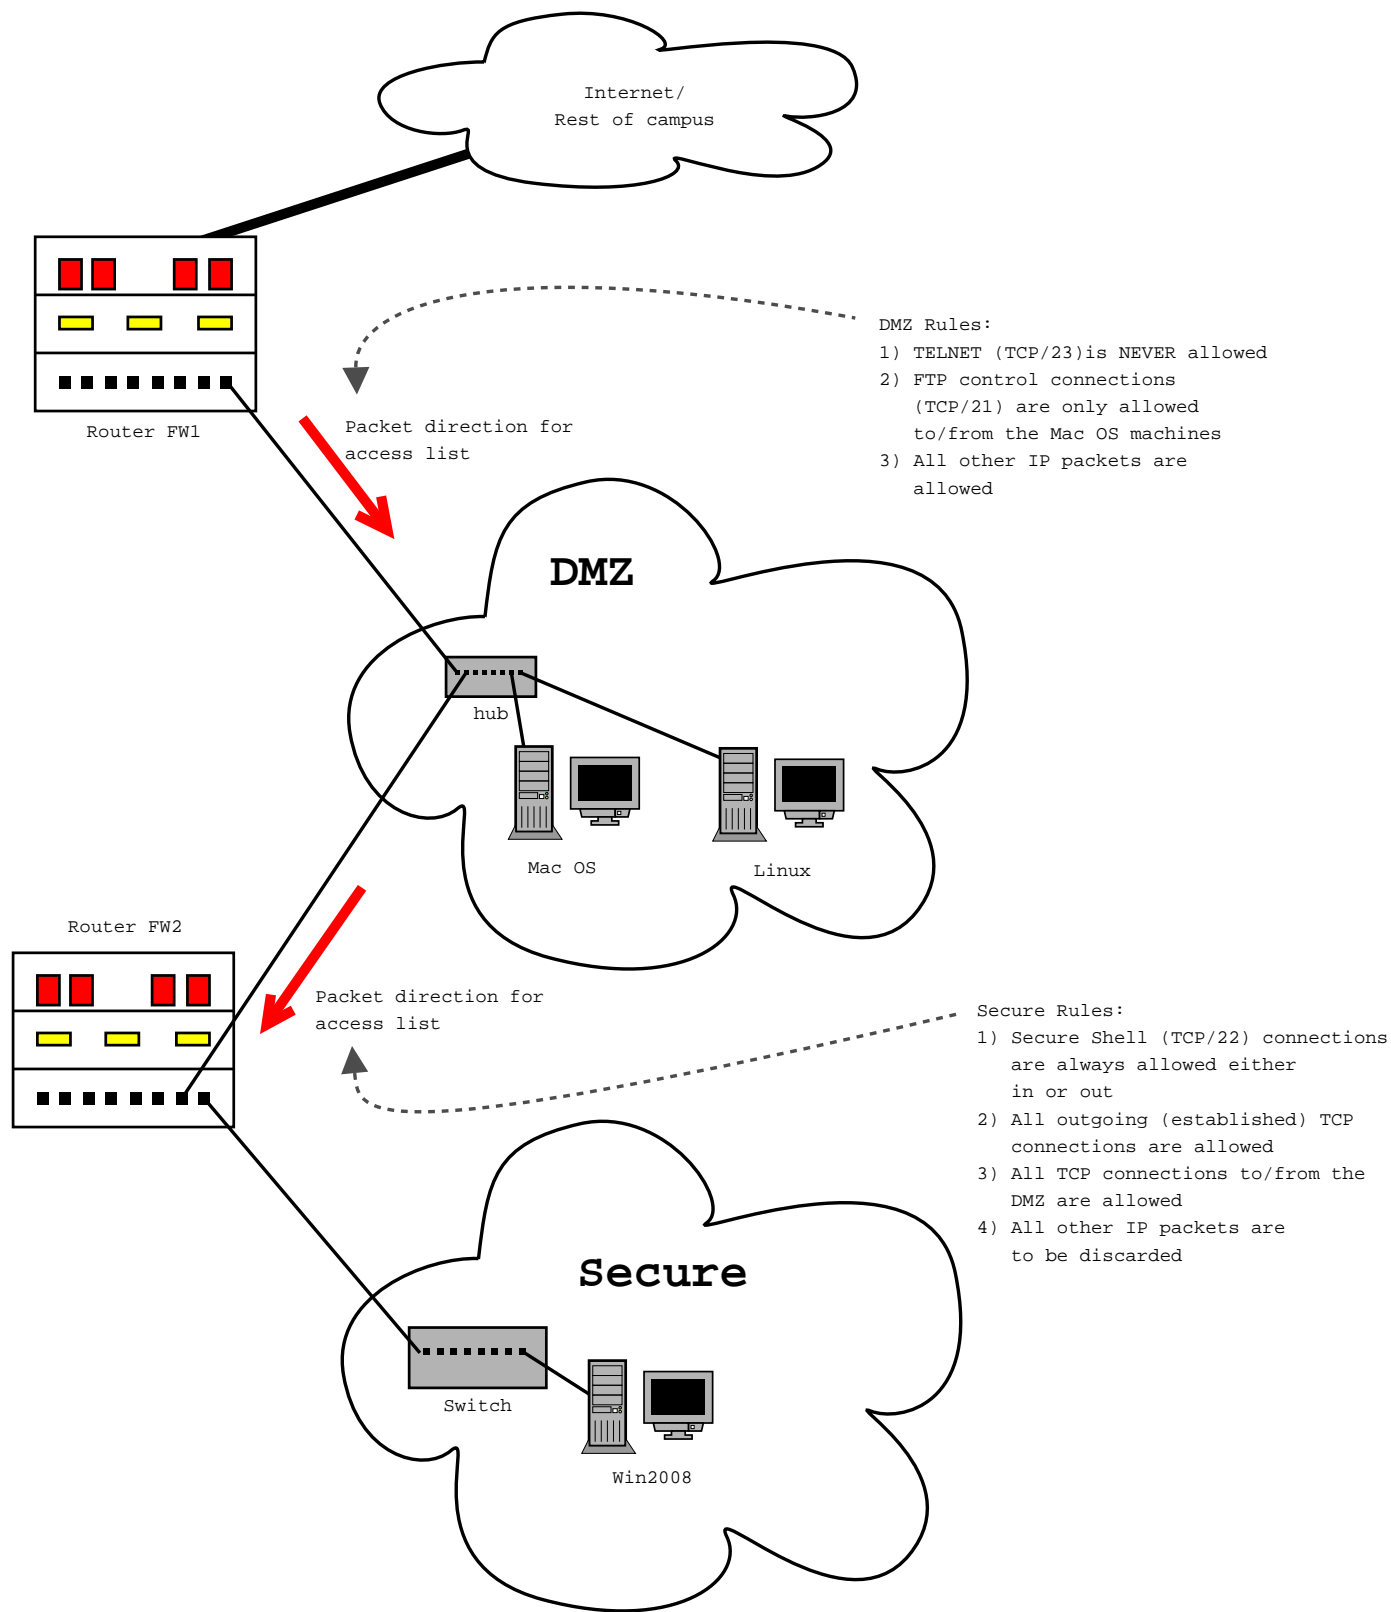 Internet/
Rest of campus
DMZ Rules:
1) TELNET (TCP/23)is NEVER allowed
2) FTP control connections
(TCP/21) are only allowed
to/from the Mac OS machines
3) All other IP packets are
allowed
Router FW1
Packet direction for
access list
DMZ
hub
Mac OS
Linux
Router FW2
Packet direction for
access list
Secure Rules:
1) Secure Shell (TCP/22) connections
are always allowed either
in or out
2) All outgoing (established) TCP
connections are allowed
3) All TCP connections to/from the
DMZ are allowed
4) All other IP packets are
to be discarded
Secure
Switch
Win2008